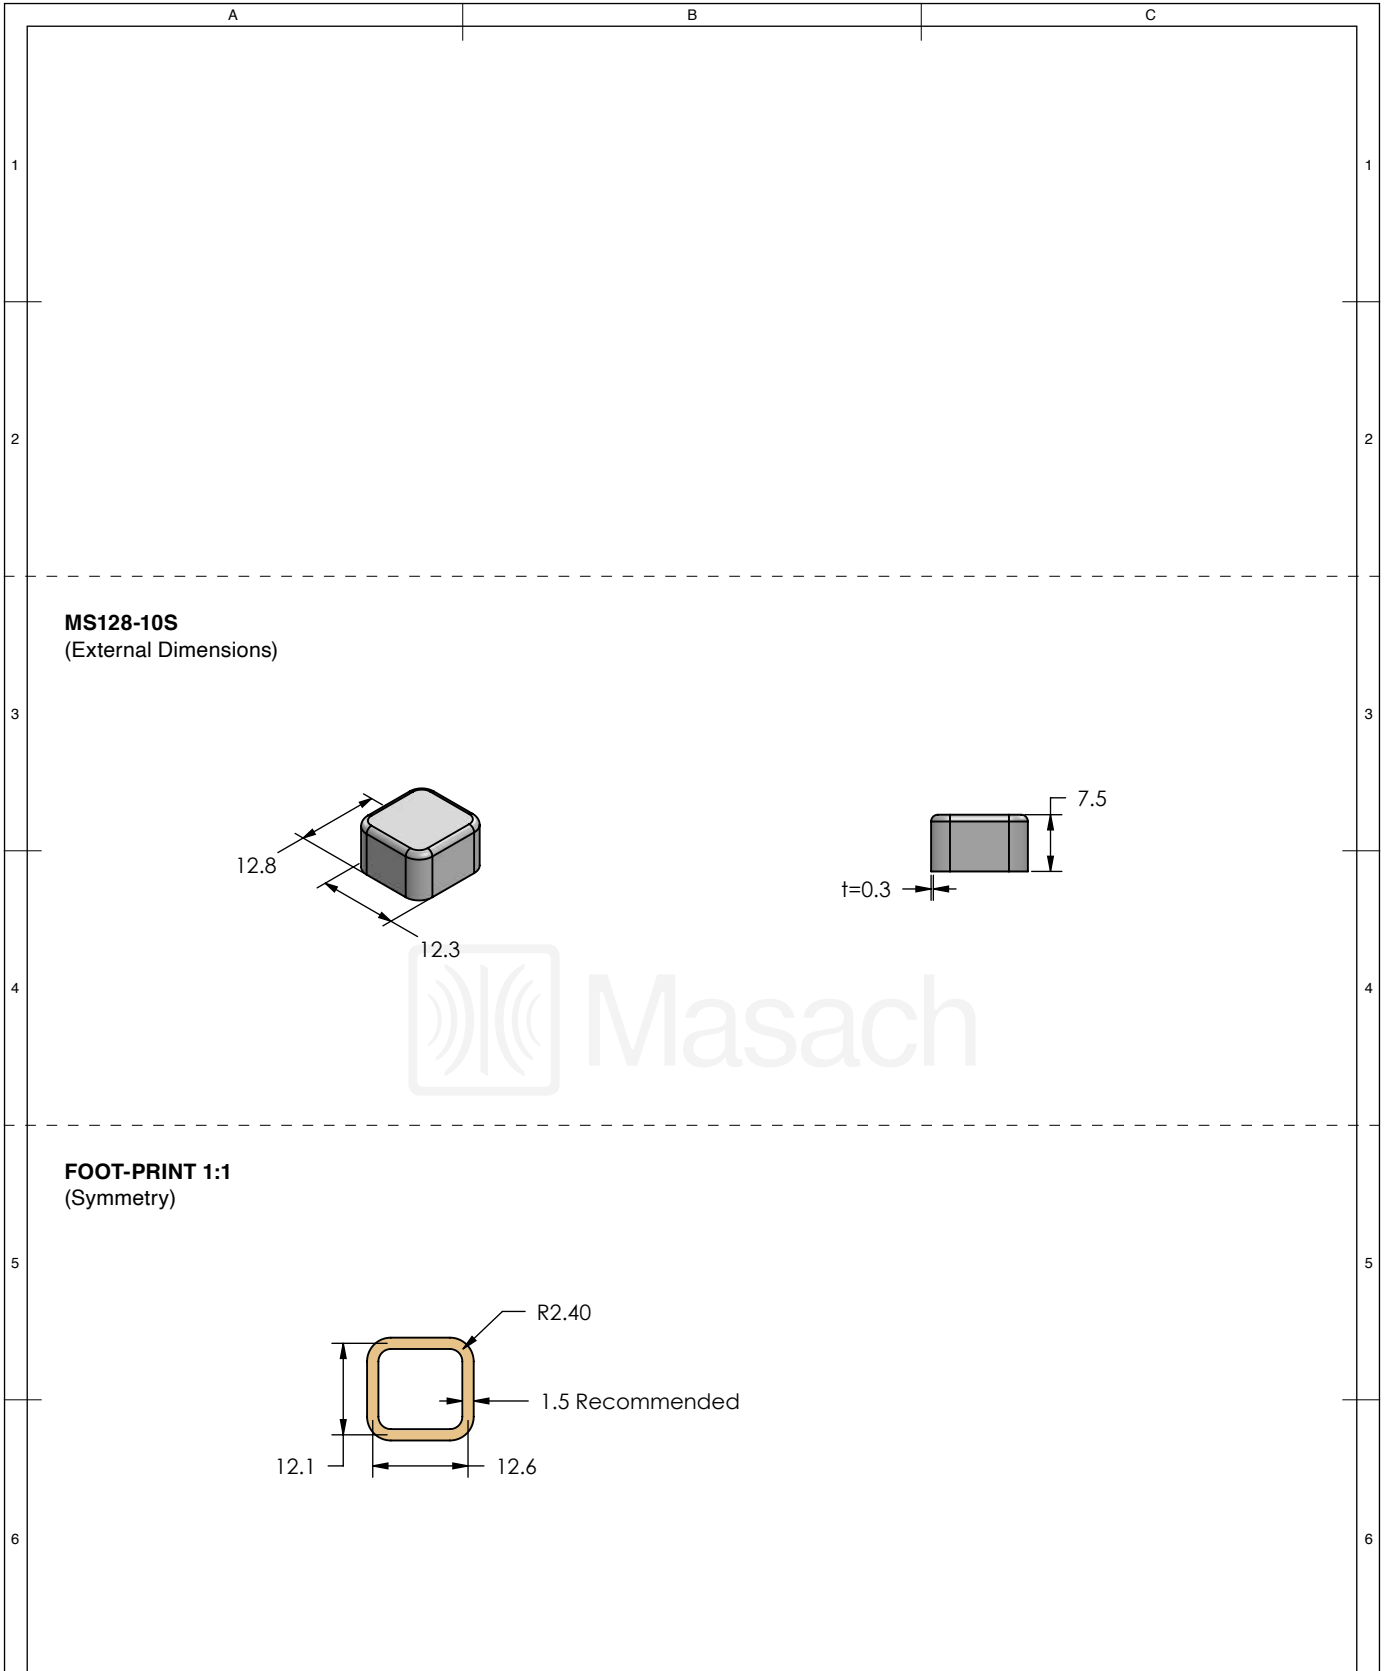 A B C
1 1
2 2
MS128-10S
(External Dimensions)
3 3
7.5
12.8
t=0.3
12.3
4 4
Masach
FOOT-PRINT 1:1
(Symmetry)
5 5
R2.40
1.5 Recommended
12.1 12.6
6 6